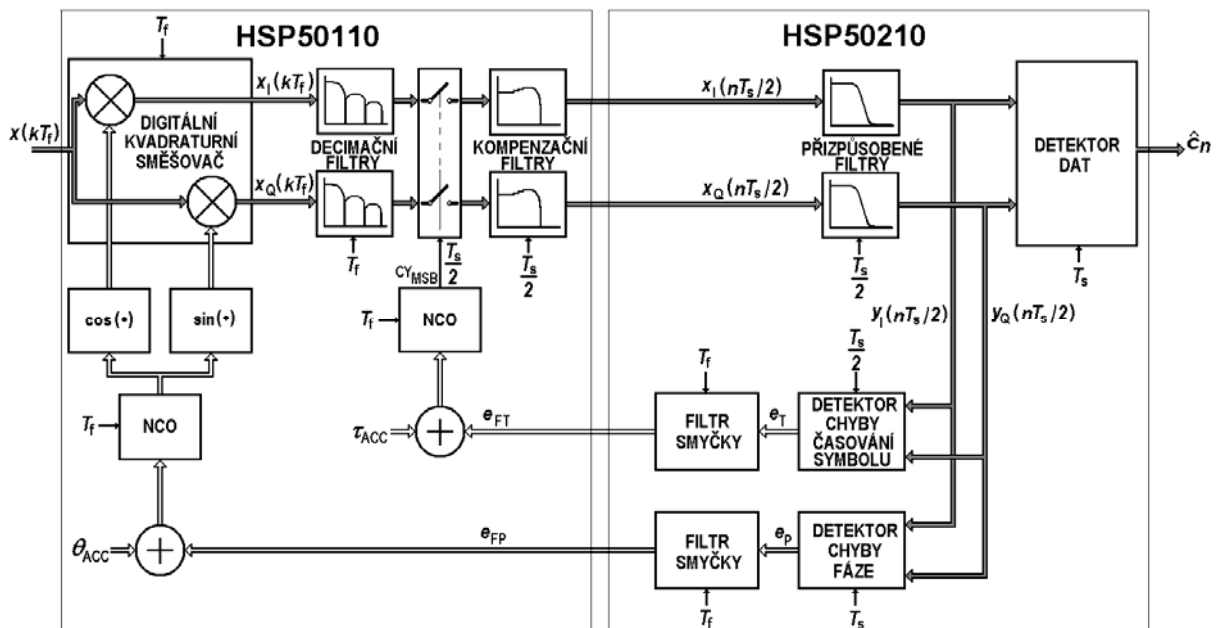 HSP50110
HSP50210
T_f
x(kT_f)
DIGITÁLNÍ
KVADRATURNÍ
SMĚŠOVAČ
x_I(kT_f)
x_Q(kT_f)
DECIMAČNÍ
FILTRY
T_f
KOMPENZAČNÍ
FILTRY
T_s/2
CY_MSB
T_s/2
x_I(nT_s/2)
x_Q(nT_s/2)
PŘIZPŮSOBENÉ
FILTRY
T_s/2
DETEKTOR
DAT
T_s
ĉ_n
cos(•)
sin(•)
T_f
NCO
T_f
NCO
y_I(nT_s/2)
y_Q(nT_s/2)
T_f
FILTR
SMYČKY
e_T
T_s/2
DETEKTOR
CHYBY
ČASOVÁNÍ
SYMBOLU
τ_ACC
+
e_FT
θ_ACC
+
e_FP
FILTR
SMYČKY
T_f
e_P
DETEKTOR
CHYBY
FÁZE
T_s